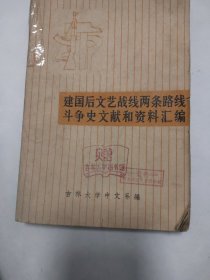 建国后文艺战线两条路线
斗争史文献和资料汇编
吉林大学中文系编